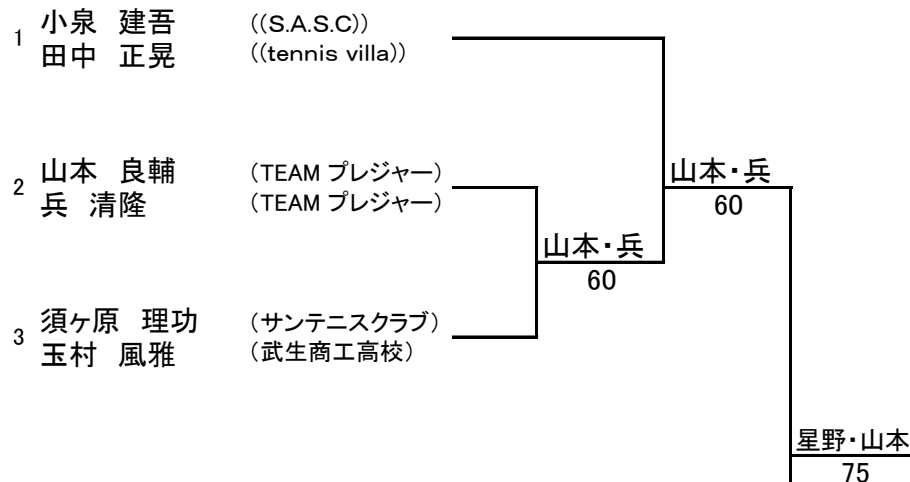 1 小泉 建吾 ((S.A.S.C))
田中 正晃 ((tennis villa))
2 山本 良輔 (TEAM プレジャー)
兵 清隆 (TEAM プレジャー)
山本・兵
60
山本・兵
60
3 須ヶ原 理功 (サンテニスクラブ)
玉村 風雅 (武生商工高校)
星野・山本
75